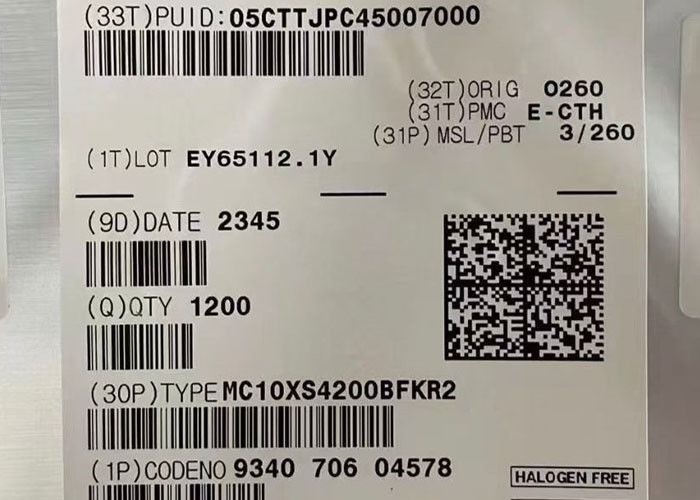 (33T)PUID:05CTTJPC45007000
(32T)ORIG 0260
(31T)PMC E-CTH
(31P)MSL/PBT 3/260
(1T)LOT EY65112.1Y
(9D)DATE 2345
(Q)QTY 1200
(30P)TYPE MC10XS4200BFKR2
(1P)CODENO 9340 706 04578
HALOGEN FREE